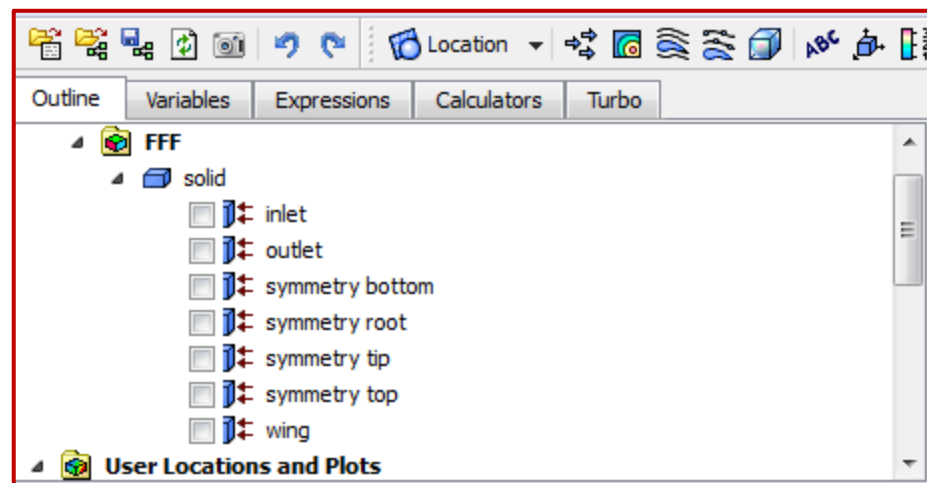 Location ABC
Outline Variables Expressions Calculators Turbo
FFF
solid
inlet
outlet
symmetry bottom
symmetry root
symmetry tip
symmetry top
wing
User Locations and Plots